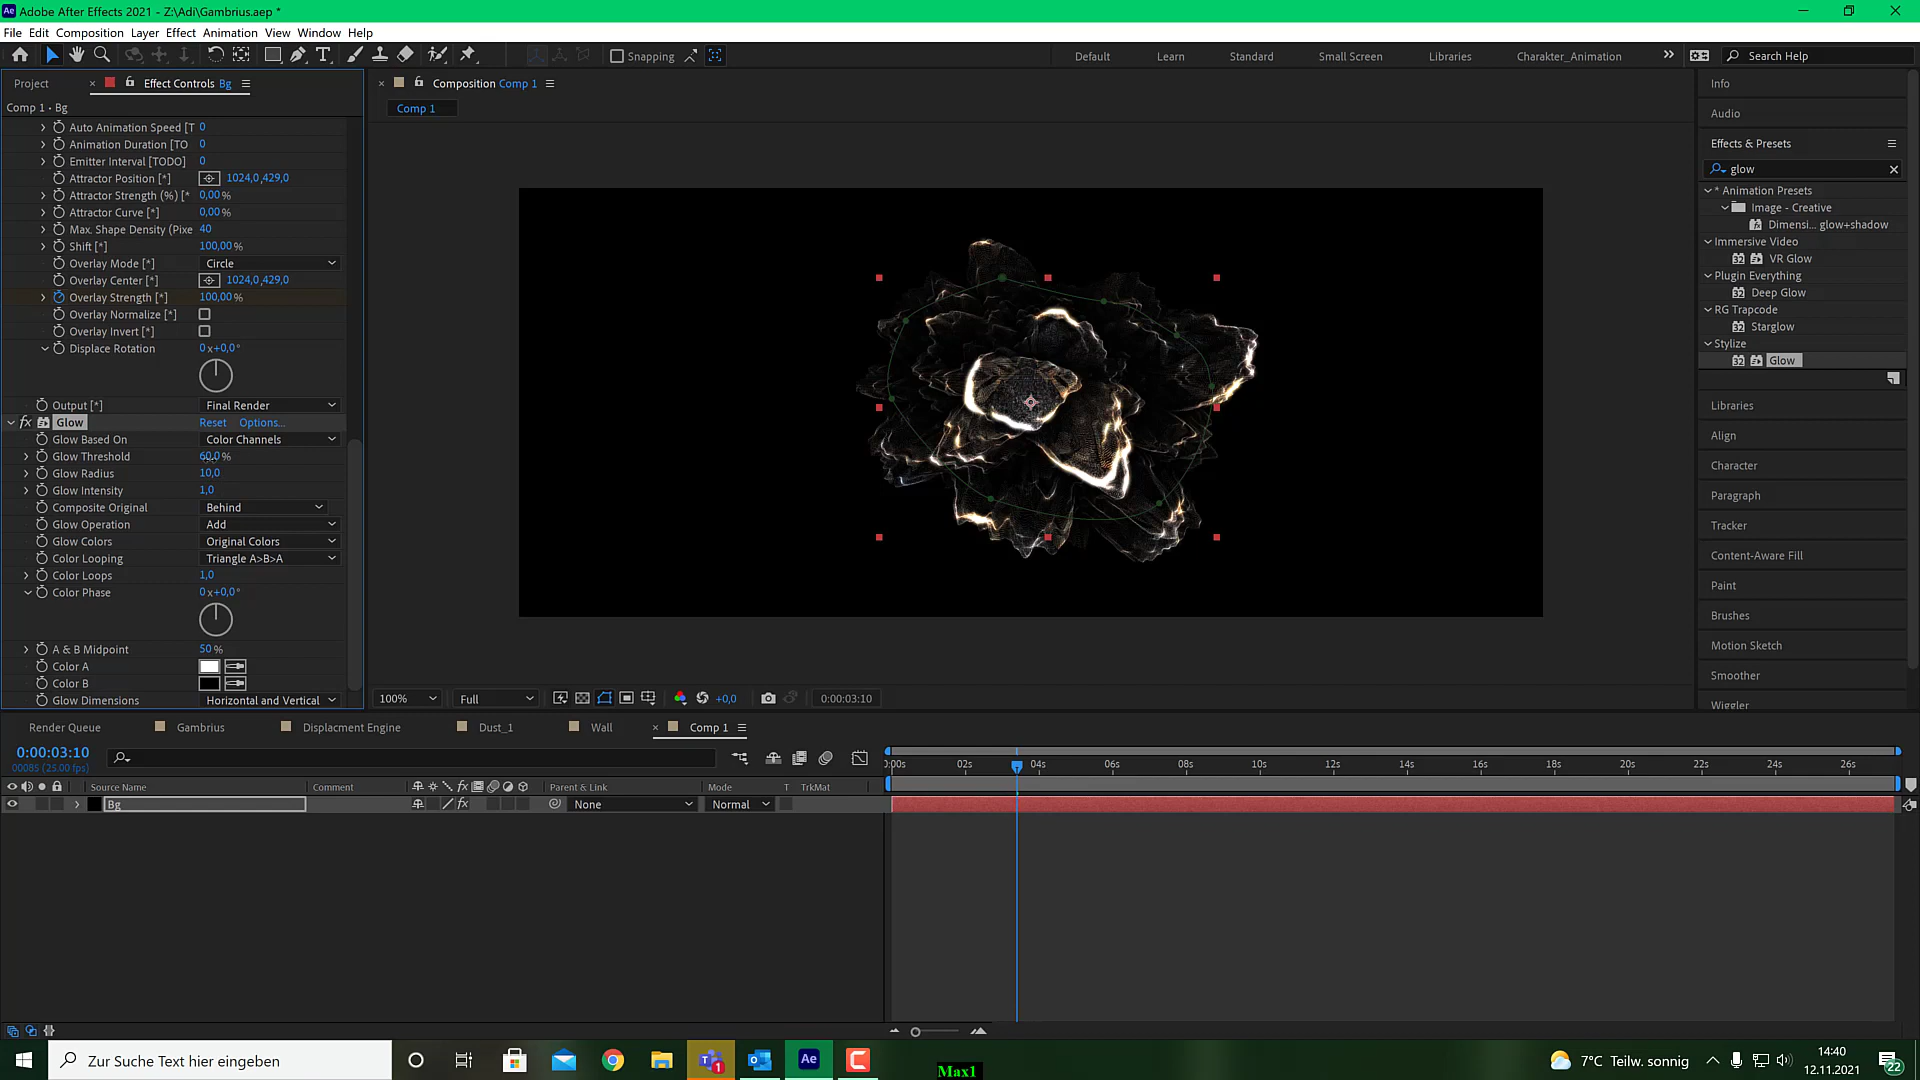 Adobe After Effects 2021 - Z:\Adi\Gambrius.aep *
File Edit Composition Layer Effect Animation View Window Help
Snapping
Default Learn Standard Small Screen Libraries Charakter_Animation
Search Help
Project
Effect Controls Bg
Comp 1 • Bg
Auto Animation Speed [T 0
Animation Duration [TO 0
Emitter Interval [TODO] 0
Attractor Position [*] 1024,0,429,0
Attractor Strength (%) [* 0,00%
Attractor Curve [*] 0,00%
Max. Shape Density (Pixe 40
Shift [*] 100,00%
Overlay Mode [*] Circle
Overlay Center [*] 1024,0,429,0
Overlay Strength [*] 100,00%
Overlay Normalize [*]
Overlay Invert [*]
Displace Rotation 0x+0,0°
Output [*] Final Render
fx Glow Reset Options...
Glow Based On Color Channels
Glow Threshold 60,0%
Glow Radius 10,0
Glow Intensity 1,0
Composite Original Behind
Glow Operation Add
Glow Colors Original Colors
Color Looping Triangle A>B>A
Color Loops 1,0
Color Phase 0x+0,0°
A & B Midpoint 50%
Color A
Color B
Glow Dimensions Horizontal and Vertical
Composition Comp 1
Comp 1
100% Full +0,0 0:00:03:10
Info
Audio
Effects & Presets
glow
* Animation Presets
Image - Creative
Dimensi... glow+shadow
Immersive Video
32 VR Glow
Plugin Everything
32 Deep Glow
RG Trapcode
32 Starglow
Stylize
32 Glow
Libraries
Align
Character
Paragraph
Tracker
Content-Aware Fill
Paint
Brushes
Motion Sketch
Smoother
Wiggler
Render Queue Gambrius Displacment Engine Dust_1 Wall Comp 1
0:00:03:10
00085 (25.00 fps)
Source Name Comment fx Parent & Link Mode T TrkMat
Bg fx None Normal
):00s 02s 04s 06s 08s 10s 12s 14s 16s 18s 20s 22s 24s 26s
Zur Suche Text hier eingeben
1
Ae
Max1
7°C Teilw. sonnig
14:40
12.11.2021
22